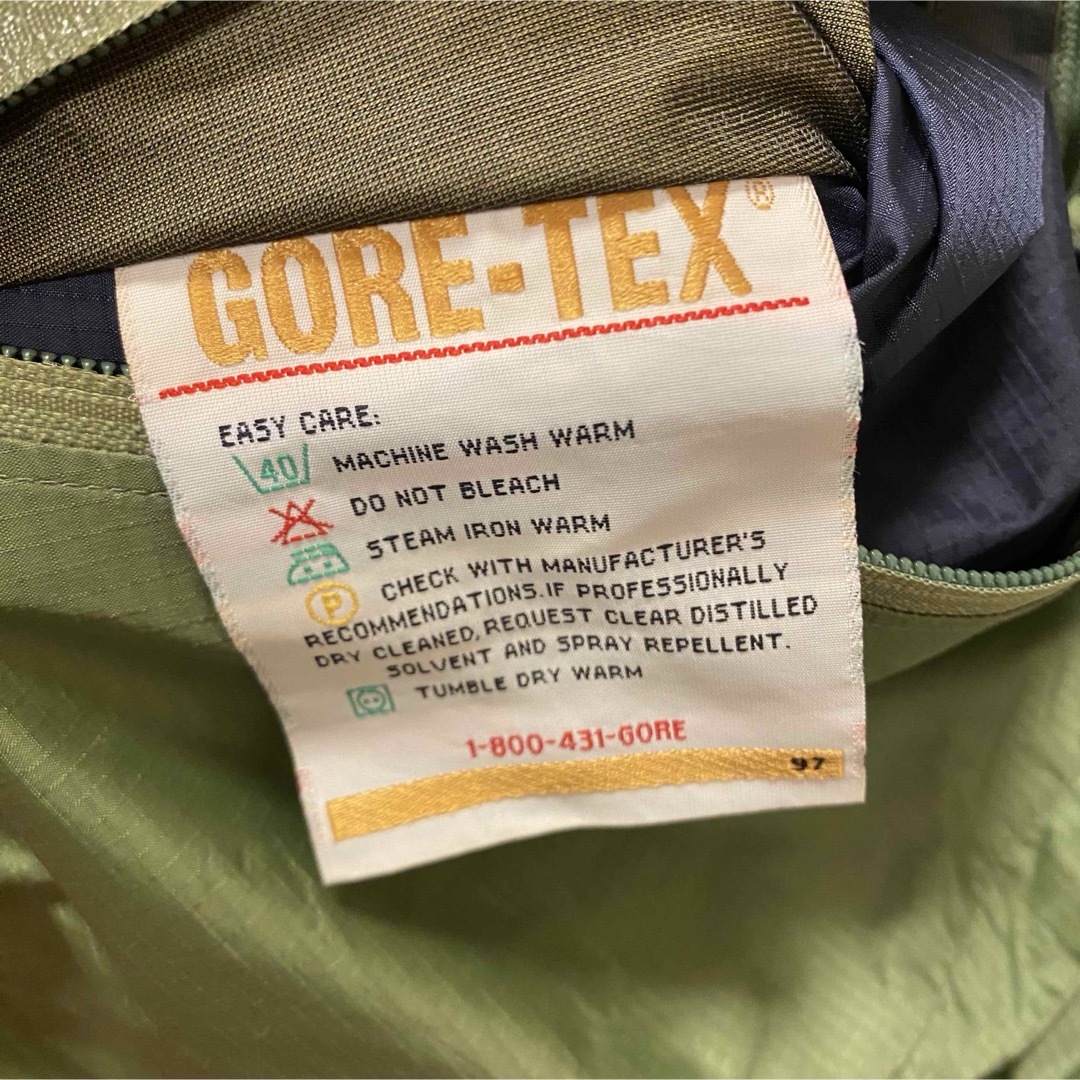 GORE-TEX®
EASY CARE:
40 MACHINE WASH WARM
DO NOT BLEACH
STEAM IRON WARM
P CHECK WITH MANUFACTURER'S
RECOMMENDATIONS.IF PROFESSIONALLY
DRY CLEANED, REQUEST CLEAR DISTILLED
SOLVENT AND SPRAY REPELLENT.
TUMBLE DRY WARM
1-800-431-GORE
97